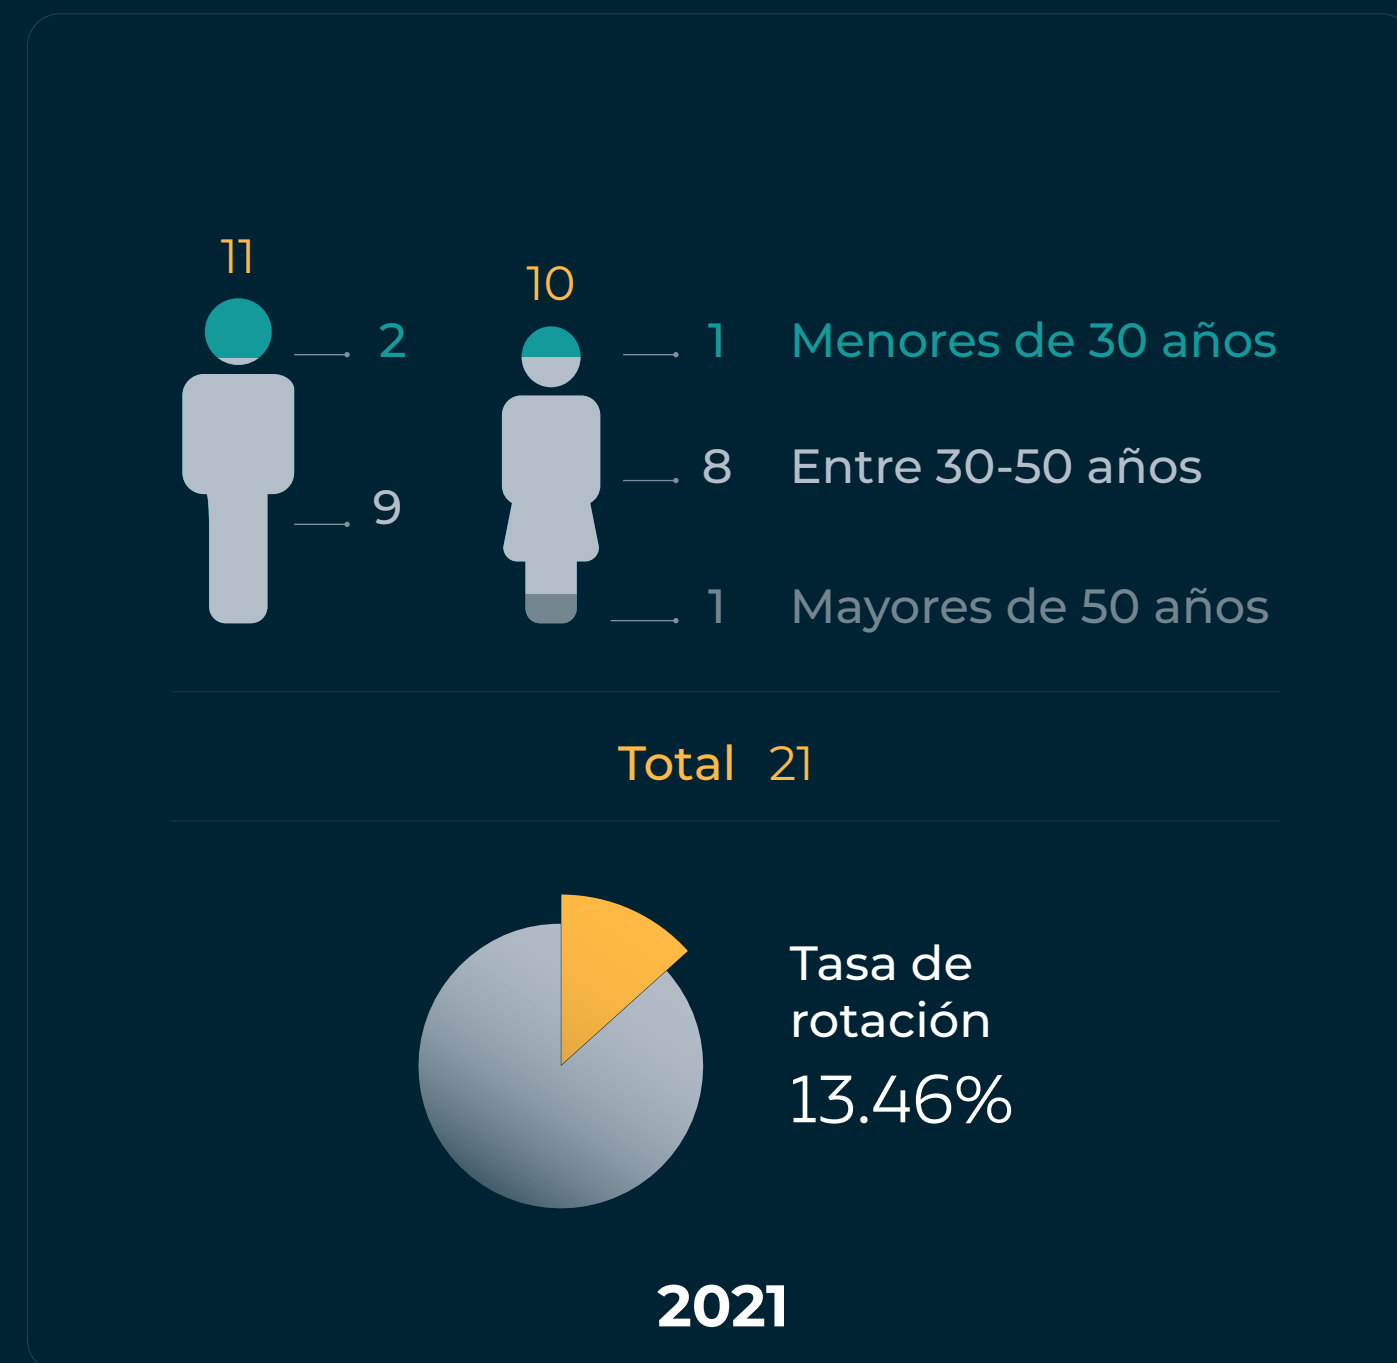 11
10
2
1 Menores de 30 años
8 Entre 30-50 años
9
1 Mayores de 50 años
Total 21
Tasa de
rotación
13.46%
2021